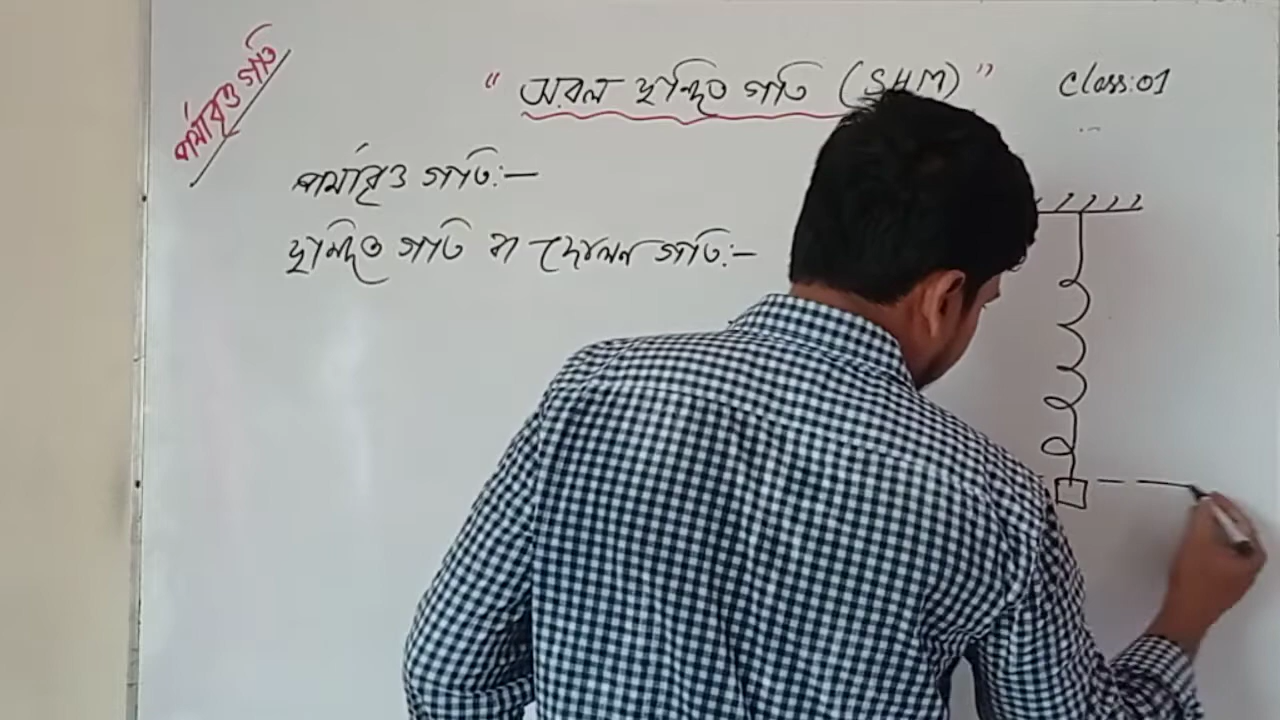 পর্যাবৃত্ত গতি
" সরল ছন্দিত গতি (SHM) "
Class:01
পর্যাবৃত্ত গতি:—
ছন্দিত গতি বা দোলন গতি:—